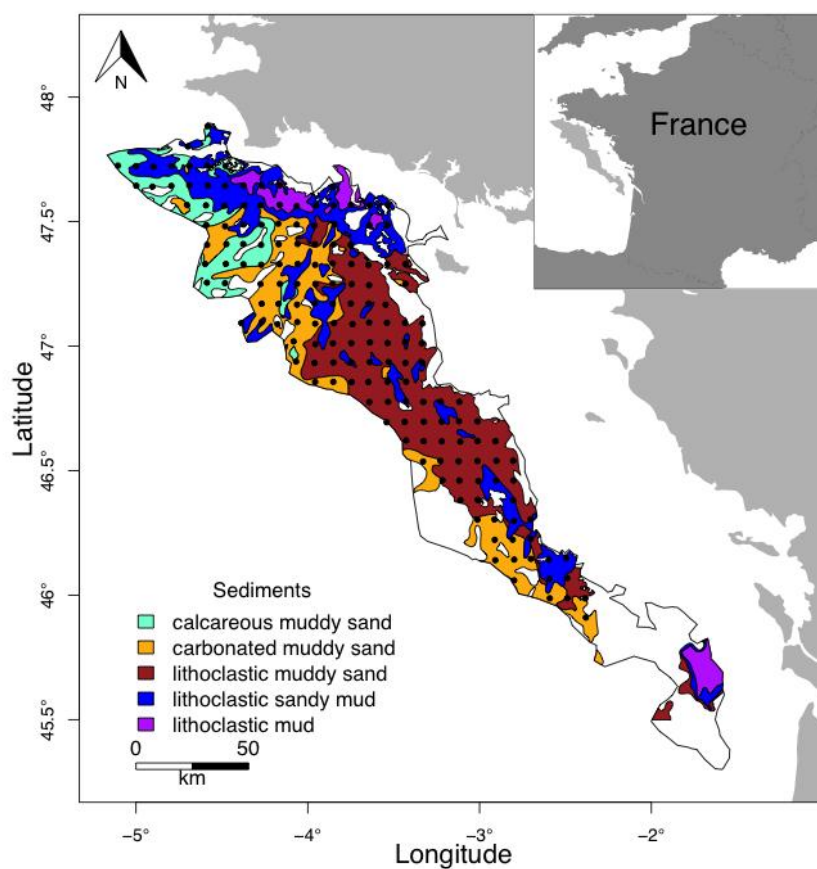 N
France
48°
47.5°
47°
46.5°
46°
45.5°
Latitude
Sediments
calcareous muddy sand
carbonated muddy sand
lithoclastic muddy sand
lithoclastic sandy mud
lithoclastic mud
0 50
km
-5° -4° -3° -2°
Longitude